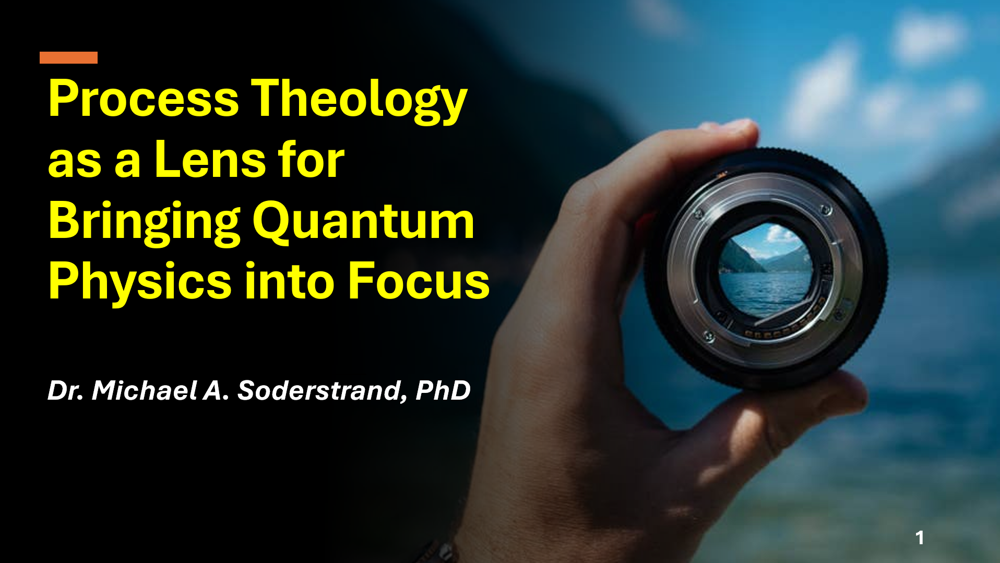 Process Theology
as a Lens for
Bringing Quantum
Physics into Focus
Dr. Michael A. Soderstrand, PhD
1